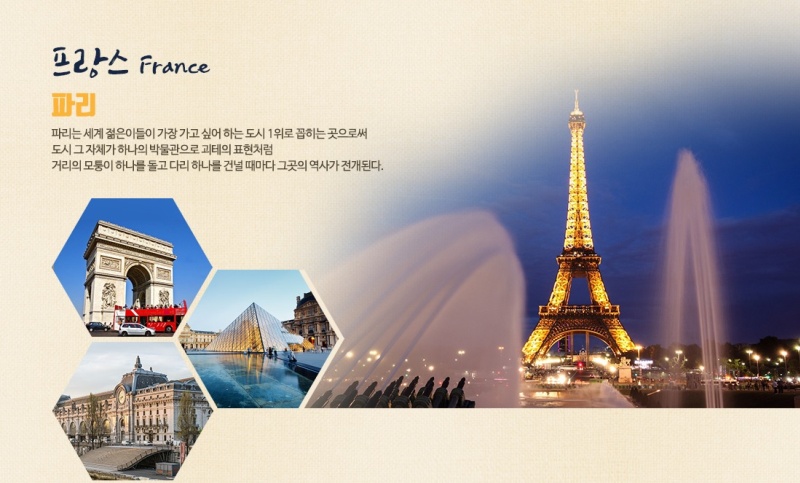 프랑스 France
파리
파리는 세계 젊은이들이 가장 가고 싶어 하는 도시 1위로 꼽히는 곳으로써
도시 그 자체가 하나의 박물관으로 괴테의 표현처럼
거리의 모퉁이 하나를 돌고 다리 하나를 건널 때마다 그곳의 역사가 전개된다.